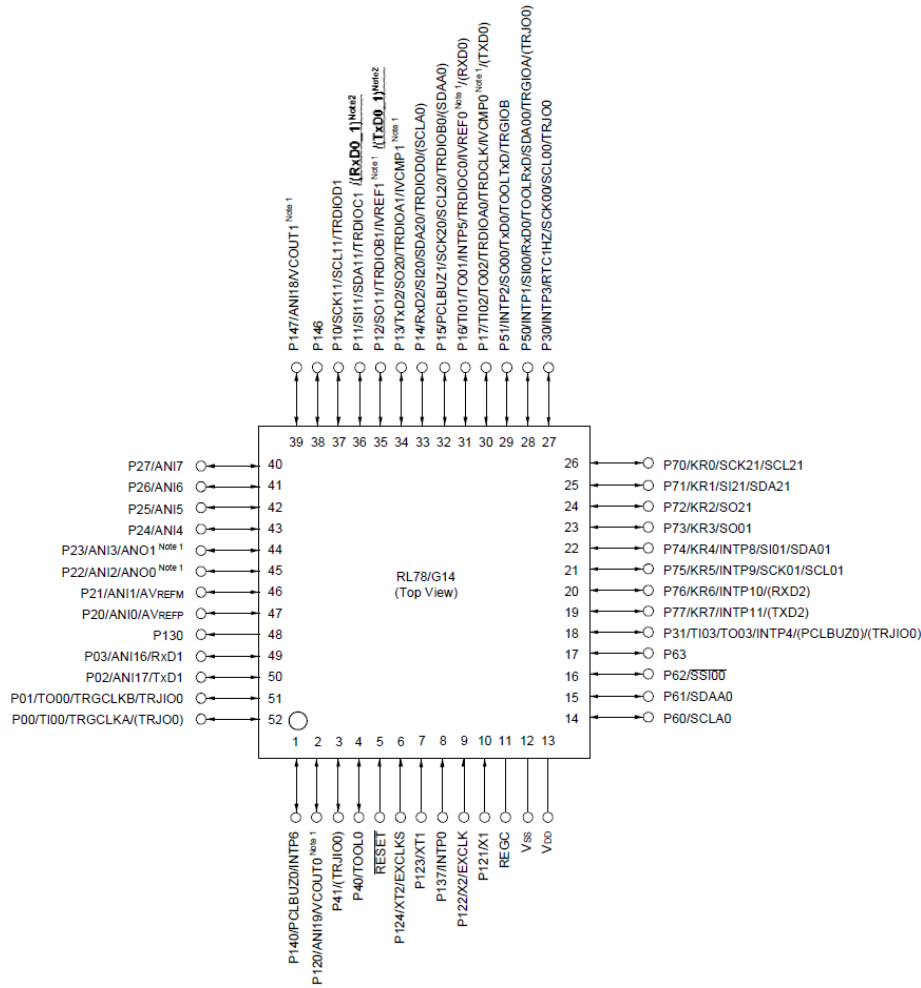 P147/ANI18/VCOUT1 Note 1
P146
P10/SCK11/SCL11/TRDIOD1
P11/SI11/SDA11/TRDIOC1 /(RxD0_1)Note2
P12/SO11/TRDIOB1/IVREF1 Note 1 /(TxD0_1)Note2
P13/TxD2/SO20/TRDIOA1/IVCMP1 Note 1
P14/RxD2/SI20/SDA20/TRDIOD0/(SCLA0)
P15/PCLBUZ1/SCK20/SCL20/TRDIOB0/(SDAA0)
P16/TI01/TO01/INTP5/TRDIOC0/IVREF0 Note 1/(RXD0)
P17/TI02/TO02/TRDIOA0/TRDCLK/IVCMP0 Note 1/(TXD0)
P51/INTP2/SO00/TxD0/TOOLTxD/TRGIOB
P50/INTP1/SI00/RxD0/TOOLRxD/SDA00/TRGIOA/(TRJO0)
P30/INTP3/RTC1HZ/SCK00/SCL00/TRJO0
39 38 37 36 35 34 33 32 31 30 29 28 27
P27/ANI7 40
P26/ANI6 41
P25/ANI5 42
P24/ANI4 43
P23/ANI3/ANO1 Note 1 44
P22/ANI2/ANO0 Note 1 45
P21/ANI1/AVREFM 46
P20/ANI0/AVREFP 47
P130 48
P03/ANI16/RxD1 49
P02/ANI17/TxD1 50
P01/TO00/TRGCLKB/TRJIO0 51
P00/TI00/TRGCLKA/(TRJO0) 52
RL78/G14
(Top View)
26 P70/KR0/SCK21/SCL21
25 P71/KR1/SI21/SDA21
24 P72/KR2/SO21
23 P73/KR3/SO01
22 P74/KR4/INTP8/SI01/SDA01
21 P75/KR5/INTP9/SCK01/SCL01
20 P76/KR6/INTP10/(RXD2)
19 P77/KR7/INTP11/(TXD2)
18 P31/TI03/TO03/INTP4/(PCLBUZ0)/(TRJIO0)
17 P63
16 P62/SSI00
15 P61/SDAA0
14 P60/SCLA0
1 2 3 4 5 6 7 8 9 10 11 12 13
P140/PCLBUZ0/INTP6
P120/ANI19/VCOUT0 Note 1
P41/(TRJIO0)
P40/TOOL0
RESET
P124/XT2/EXCLKS
P123/XT1
P137/INTP0
P122/X2/EXCLK
P121/X1
REGC
VSS
VDD